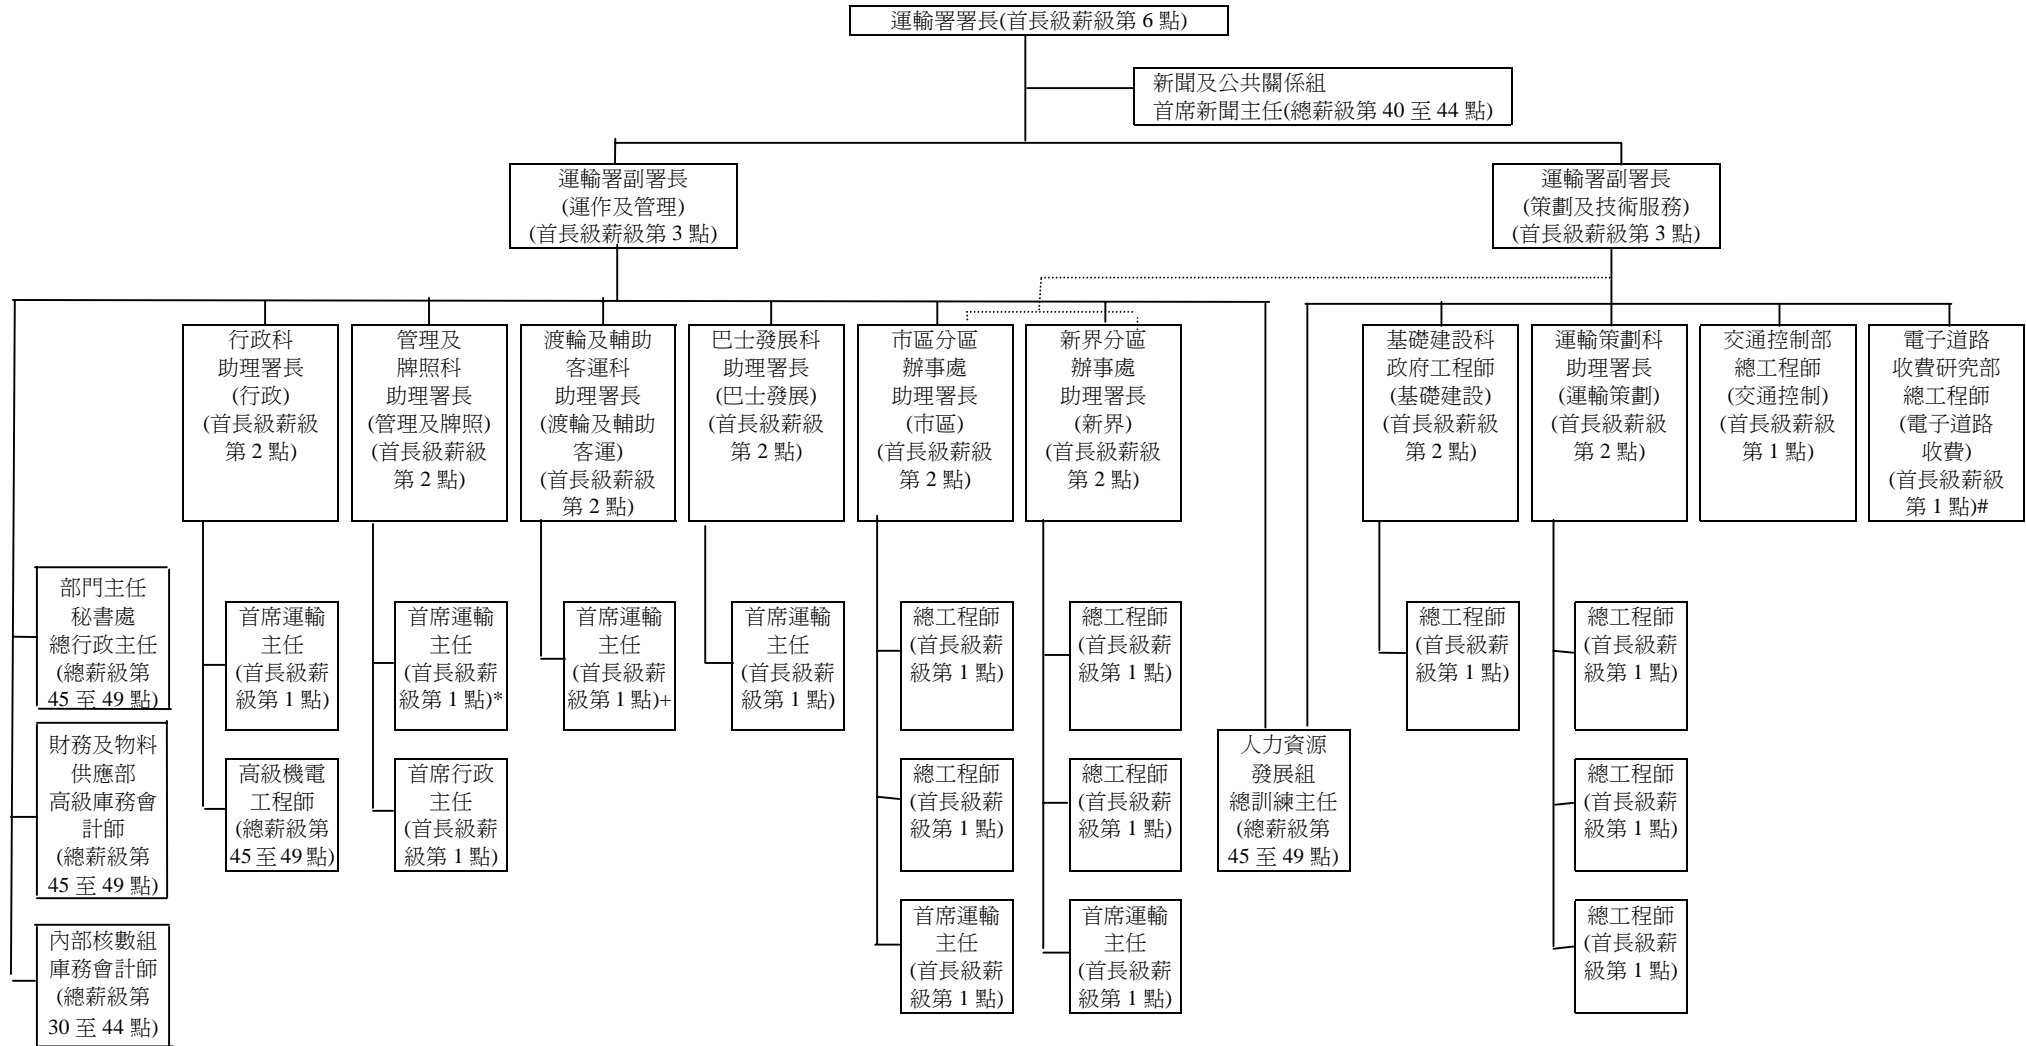 運輸署署長(首長級薪級第 6 點)
新聞及公共關係組
首席新聞主任(總薪級第 40 至 44 點)
運輸署副署長
(運作及管理)
(首長級薪級第 3 點)
運輸署副署長
(策劃及技術服務)
(首長級薪級第 3 點)
行政科
助理署長
(行政)
(首長級薪級
第 2 點)
管理及
牌照科
助理署長
(管理及牌照)
(首長級薪級
第 2 點)
渡輪及輔助
客運科
助理署長
(渡輪及輔助
客運)
(首長級薪級
第 2 點)
巴士發展科
助理署長
(巴士發展)
(首長級薪級
第 2 點)
市區分區
辦事處
助理署長
(市區)
(首長級薪級
第 2 點)
新界分區
辦事處
助理署長
(新界)
(首長級薪級
第 2 點)
基礎建設科
政府工程師
(基礎建設)
(首長級薪級
第 2 點)
運輸策劃科
助理署長
(運輸策劃)
(首長級薪級
第 2 點)
交通控制部
總工程師
(交通控制)
(首長級薪級
第 1 點)
電子道路
收費研究部
總工程師
(電子道路
收費)
(首長級薪級
第 1 點)#
部門主任
秘書處
總行政主任
(總薪級第
45 至 49 點)
財務及物料
供應部
高級庫務會
計師
(總薪級第
45 至 49 點)
內部核數組
庫務會計師
(總薪級第
30 至 44 點)
首席運輸
主任
(首長級薪
級第 1 點)
高級機電
工程師
(總薪級第
45 至 49 點)
首席運輸
主任
(首長級薪
級第 1 點)*
首席行政
主任
(首長級薪
級第 1 點)
首席運輸
主任
(首長級薪
級第 1 點)+
首席運輸
主任
(首長級薪
級第 1 點)
總工程師
(首長級薪
級第 1 點)
總工程師
(首長級薪
級第 1 點)
首席運輸
主任
(首長級薪
級第 1 點)
總工程師
(首長級薪
級第 1 點)
總工程師
(首長級薪
級第 1 點)
首席運輸
主任
(首長級薪
級第 1 點)
人力資源
發展組
總訓練主任
(總薪級第
45 至 49 點)
總工程師
(首長級薪
級第 1 點)
總工程師
(首長級薪
級第 1 點)
總工程師
(首長級薪
級第 1 點)
總工程師
(首長級薪
級第 1 點)